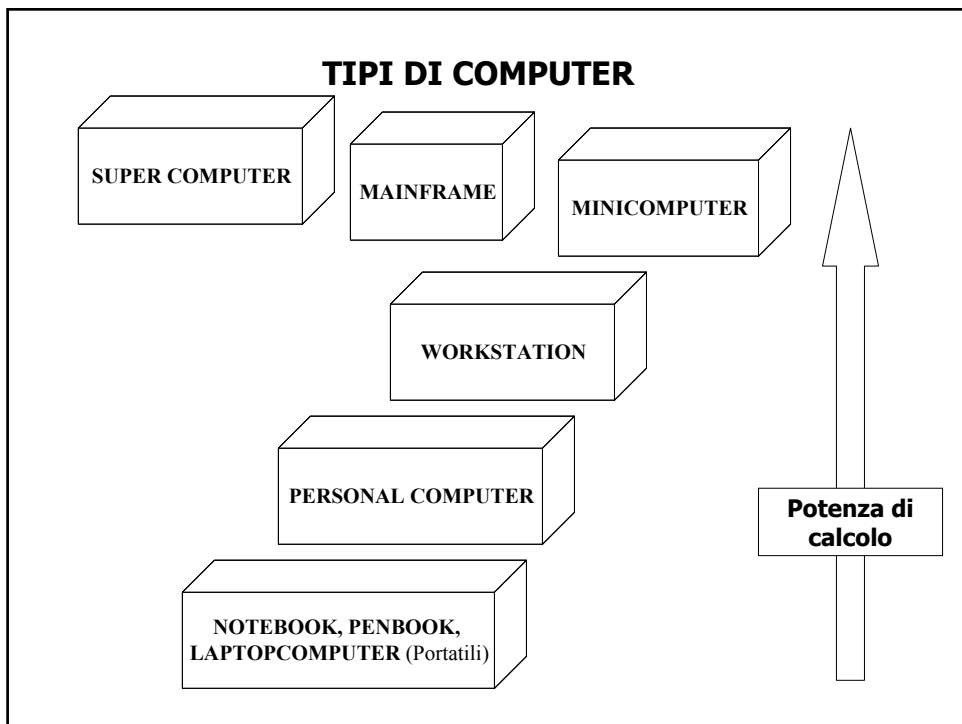 TIPI DI COMPUTER
SUPER COMPUTER
MAINFRAME
MINICOMPUTER
WORKSTATION
PERSONAL COMPUTER
Potenza di
calcolo
NOTEBOOK, PENBOOK,
LAPTOPCOMPUTER (Portatili)